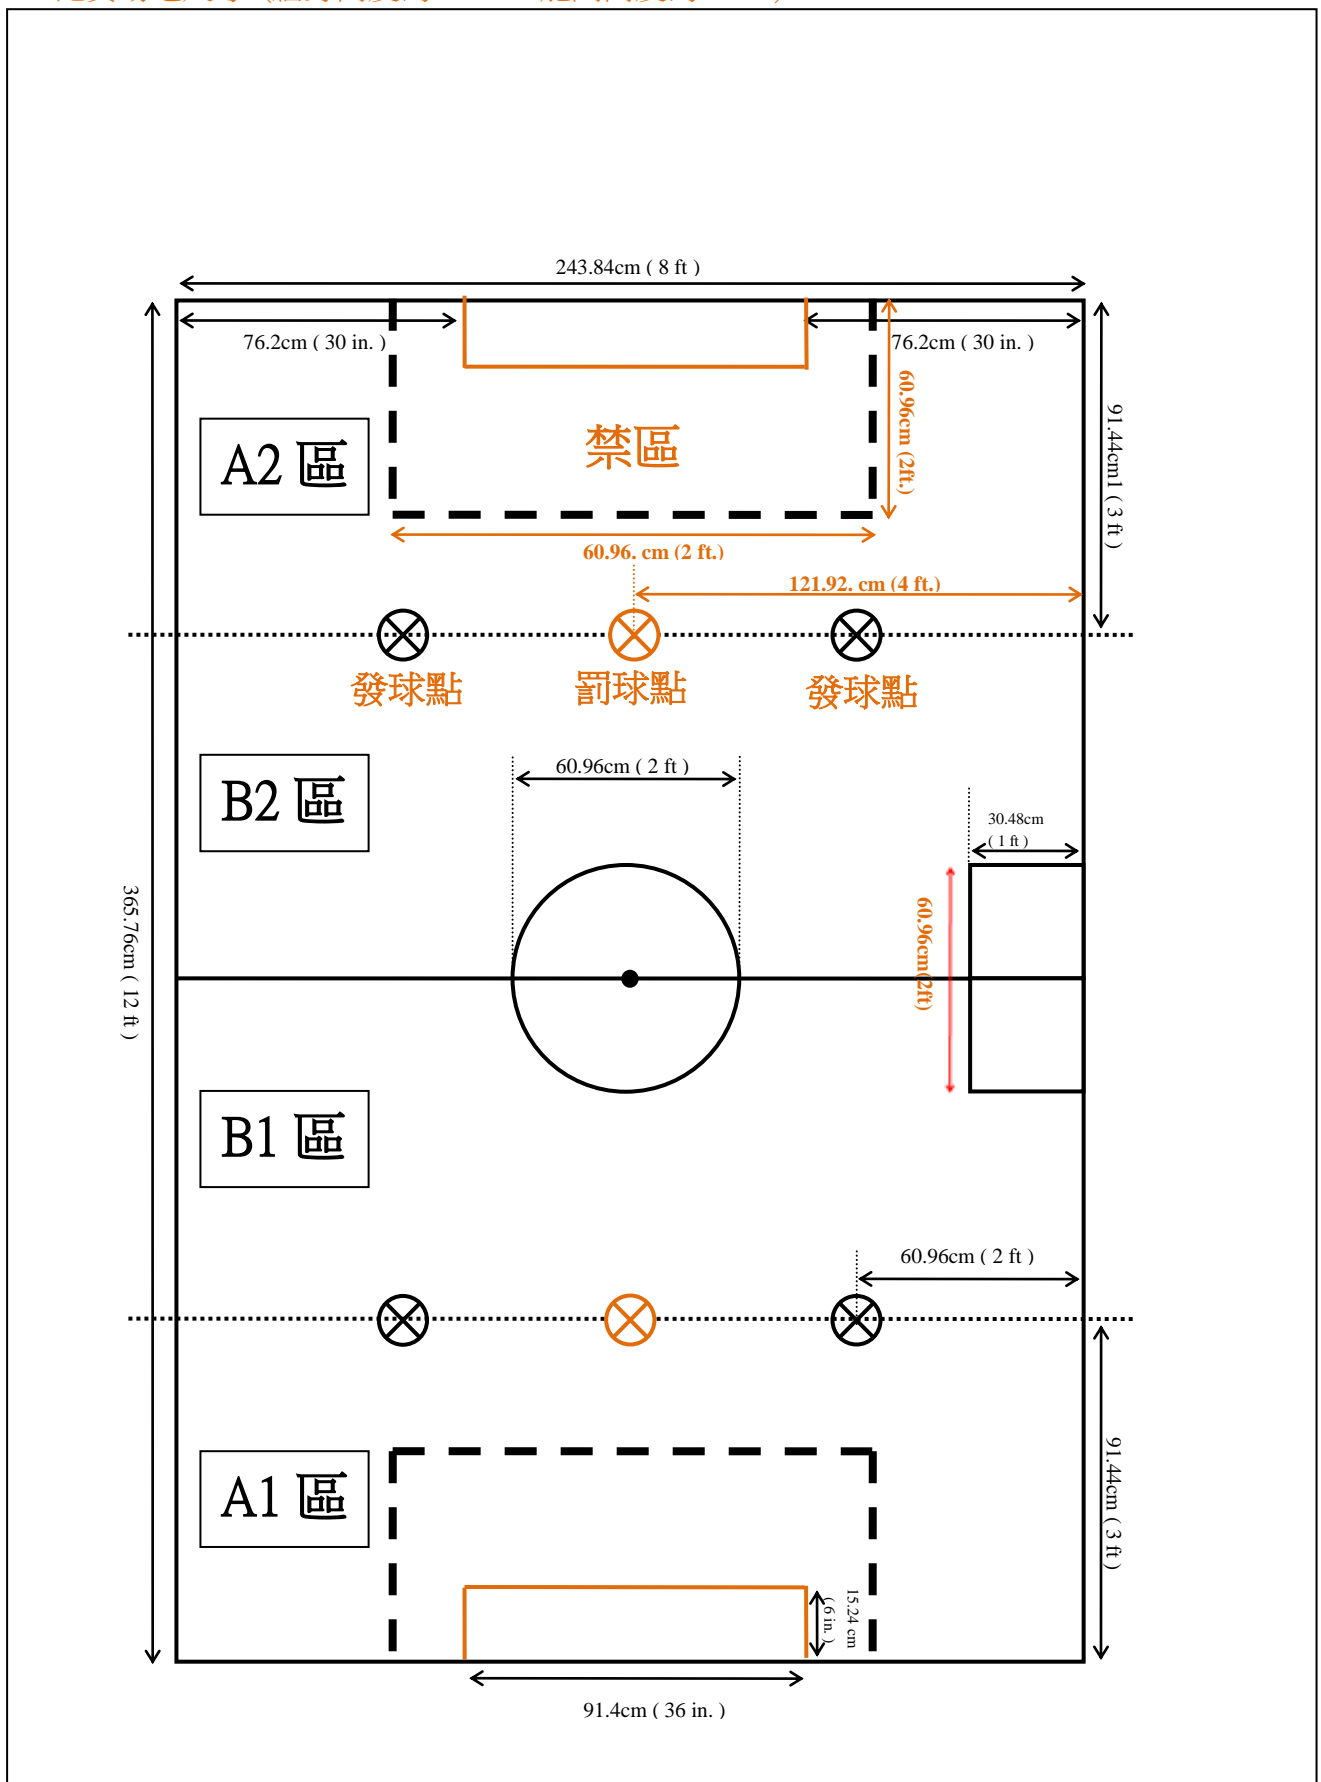 243.84cm ( 8 ft )
76.2cm ( 30 in. )
76.2cm ( 30 in. )
60.96cm (2ft.)
91.44cm1 ( 3 ft )
A2 區
禁區
60.96. cm (2 ft.)
121.92. cm (4 ft.)
發球點
罰球點
發球點
B2 區
60.96cm ( 2 ft )
30.48cm
( 1 ft )
365.76cm ( 12 ft )
60.96cm(2ft)
B1 區
60.96cm ( 2 ft )
A1 區
91.44cm ( 3 ft )
15.24 cm
( 6 in. )
91.4cm ( 36 in. )